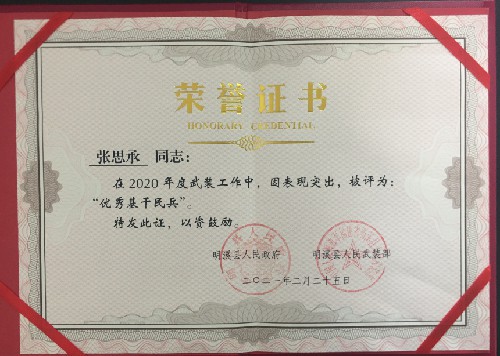 荣誉证书
HONORARY CREDENTIAL
张思承 同志：
在2020年度武装工作中，因表现突出，被评为：
“优秀基干民兵”。
特发此证，以资鼓励。
明溪县人民政府 明溪县人民武装部
二〇二一年二月二十五日